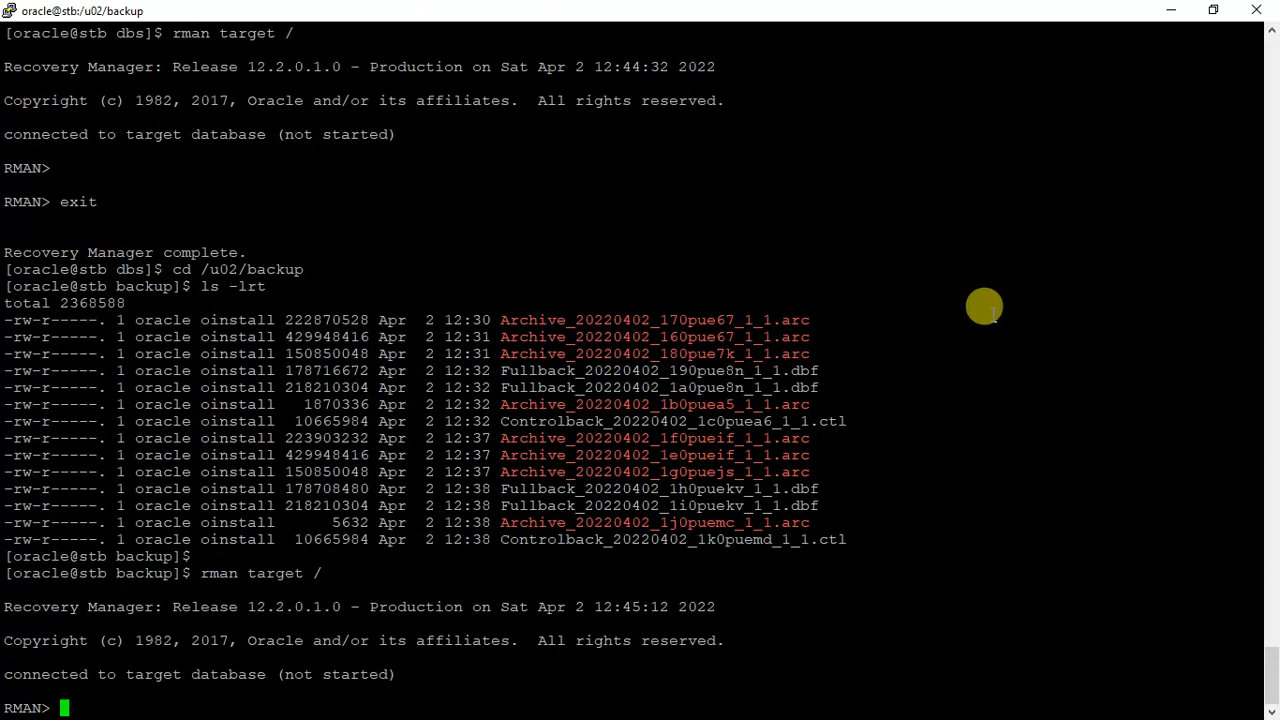 oracle@stb:/u02/backup
[oracle@stb dbs]$ rman target /
Recovery Manager: Release 12.2.0.1.0 - Production on Sat Apr 2 12:44:32 2022
Copyright (c) 1982, 2017, Oracle and/or its affiliates.  All rights reserved.
connected to target database (not started)
RMAN>
RMAN> exit
Recovery Manager complete.
[oracle@stb dbs]$ cd /u02/backup
[oracle@stb backup]$ ls -lrt
total 2368588
-rw-r-----. 1 oracle oinstall 222870528 Apr  2 12:30 Archive_20220402_170pue67_1_1.arc
-rw-r-----. 1 oracle oinstall 429948416 Apr  2 12:31 Archive_20220402_160pue67_1_1.arc
-rw-r-----. 1 oracle oinstall 150850048 Apr  2 12:31 Archive_20220402_180pue7k_1_1.arc
-rw-r-----. 1 oracle oinstall 178716672 Apr  2 12:32 Fullback_20220402_190pue8n_1_1.dbf
-rw-r-----. 1 oracle oinstall 218210304 Apr  2 12:32 Fullback_20220402_1a0pue8n_1_1.dbf
-rw-r-----. 1 oracle oinstall   1870336 Apr  2 12:32 Archive_20220402_1b0puea5_1_1.arc
-rw-r-----. 1 oracle oinstall  10665984 Apr  2 12:32 Controlback_20220402_1c0puea6_1_1.ctl
-rw-r-----. 1 oracle oinstall 223903232 Apr  2 12:37 Archive_20220402_1f0pueif_1_1.arc
-rw-r-----. 1 oracle oinstall 429948416 Apr  2 12:37 Archive_20220402_1e0pueif_1_1.arc
-rw-r-----. 1 oracle oinstall 150850048 Apr  2 12:37 Archive_20220402_1g0puejs_1_1.arc
-rw-r-----. 1 oracle oinstall 178708480 Apr  2 12:38 Fullback_20220402_1h0puekv_1_1.dbf
-rw-r-----. 1 oracle oinstall 218210304 Apr  2 12:38 Fullback_20220402_1i0puekv_1_1.dbf
-rw-r-----. 1 oracle oinstall      5632 Apr  2 12:38 Archive_20220402_1j0puemc_1_1.arc
-rw-r-----. 1 oracle oinstall  10665984 Apr  2 12:38 Controlback_20220402_1k0puemd_1_1.ctl
[oracle@stb backup]$
[oracle@stb backup]$ rman target /
Recovery Manager: Release 12.2.0.1.0 - Production on Sat Apr 2 12:45:12 2022
Copyright (c) 1982, 2017, Oracle and/or its affiliates.  All rights reserved.
connected to target database (not started)
RMAN>